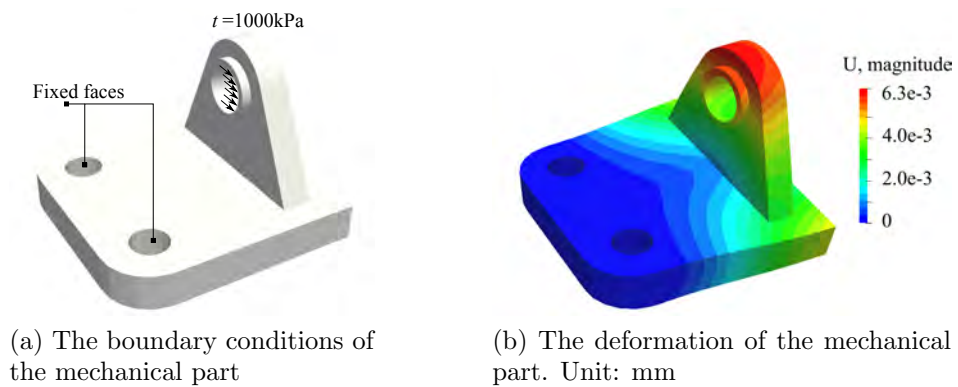 t =1000kPa
Fixed faces
U, magnitude
6.3e-3
4.0e-3
2.0e-3
0
(a) The boundary conditions of
the mechanical part
(b) The deformation of the mechanical
part. Unit: mm